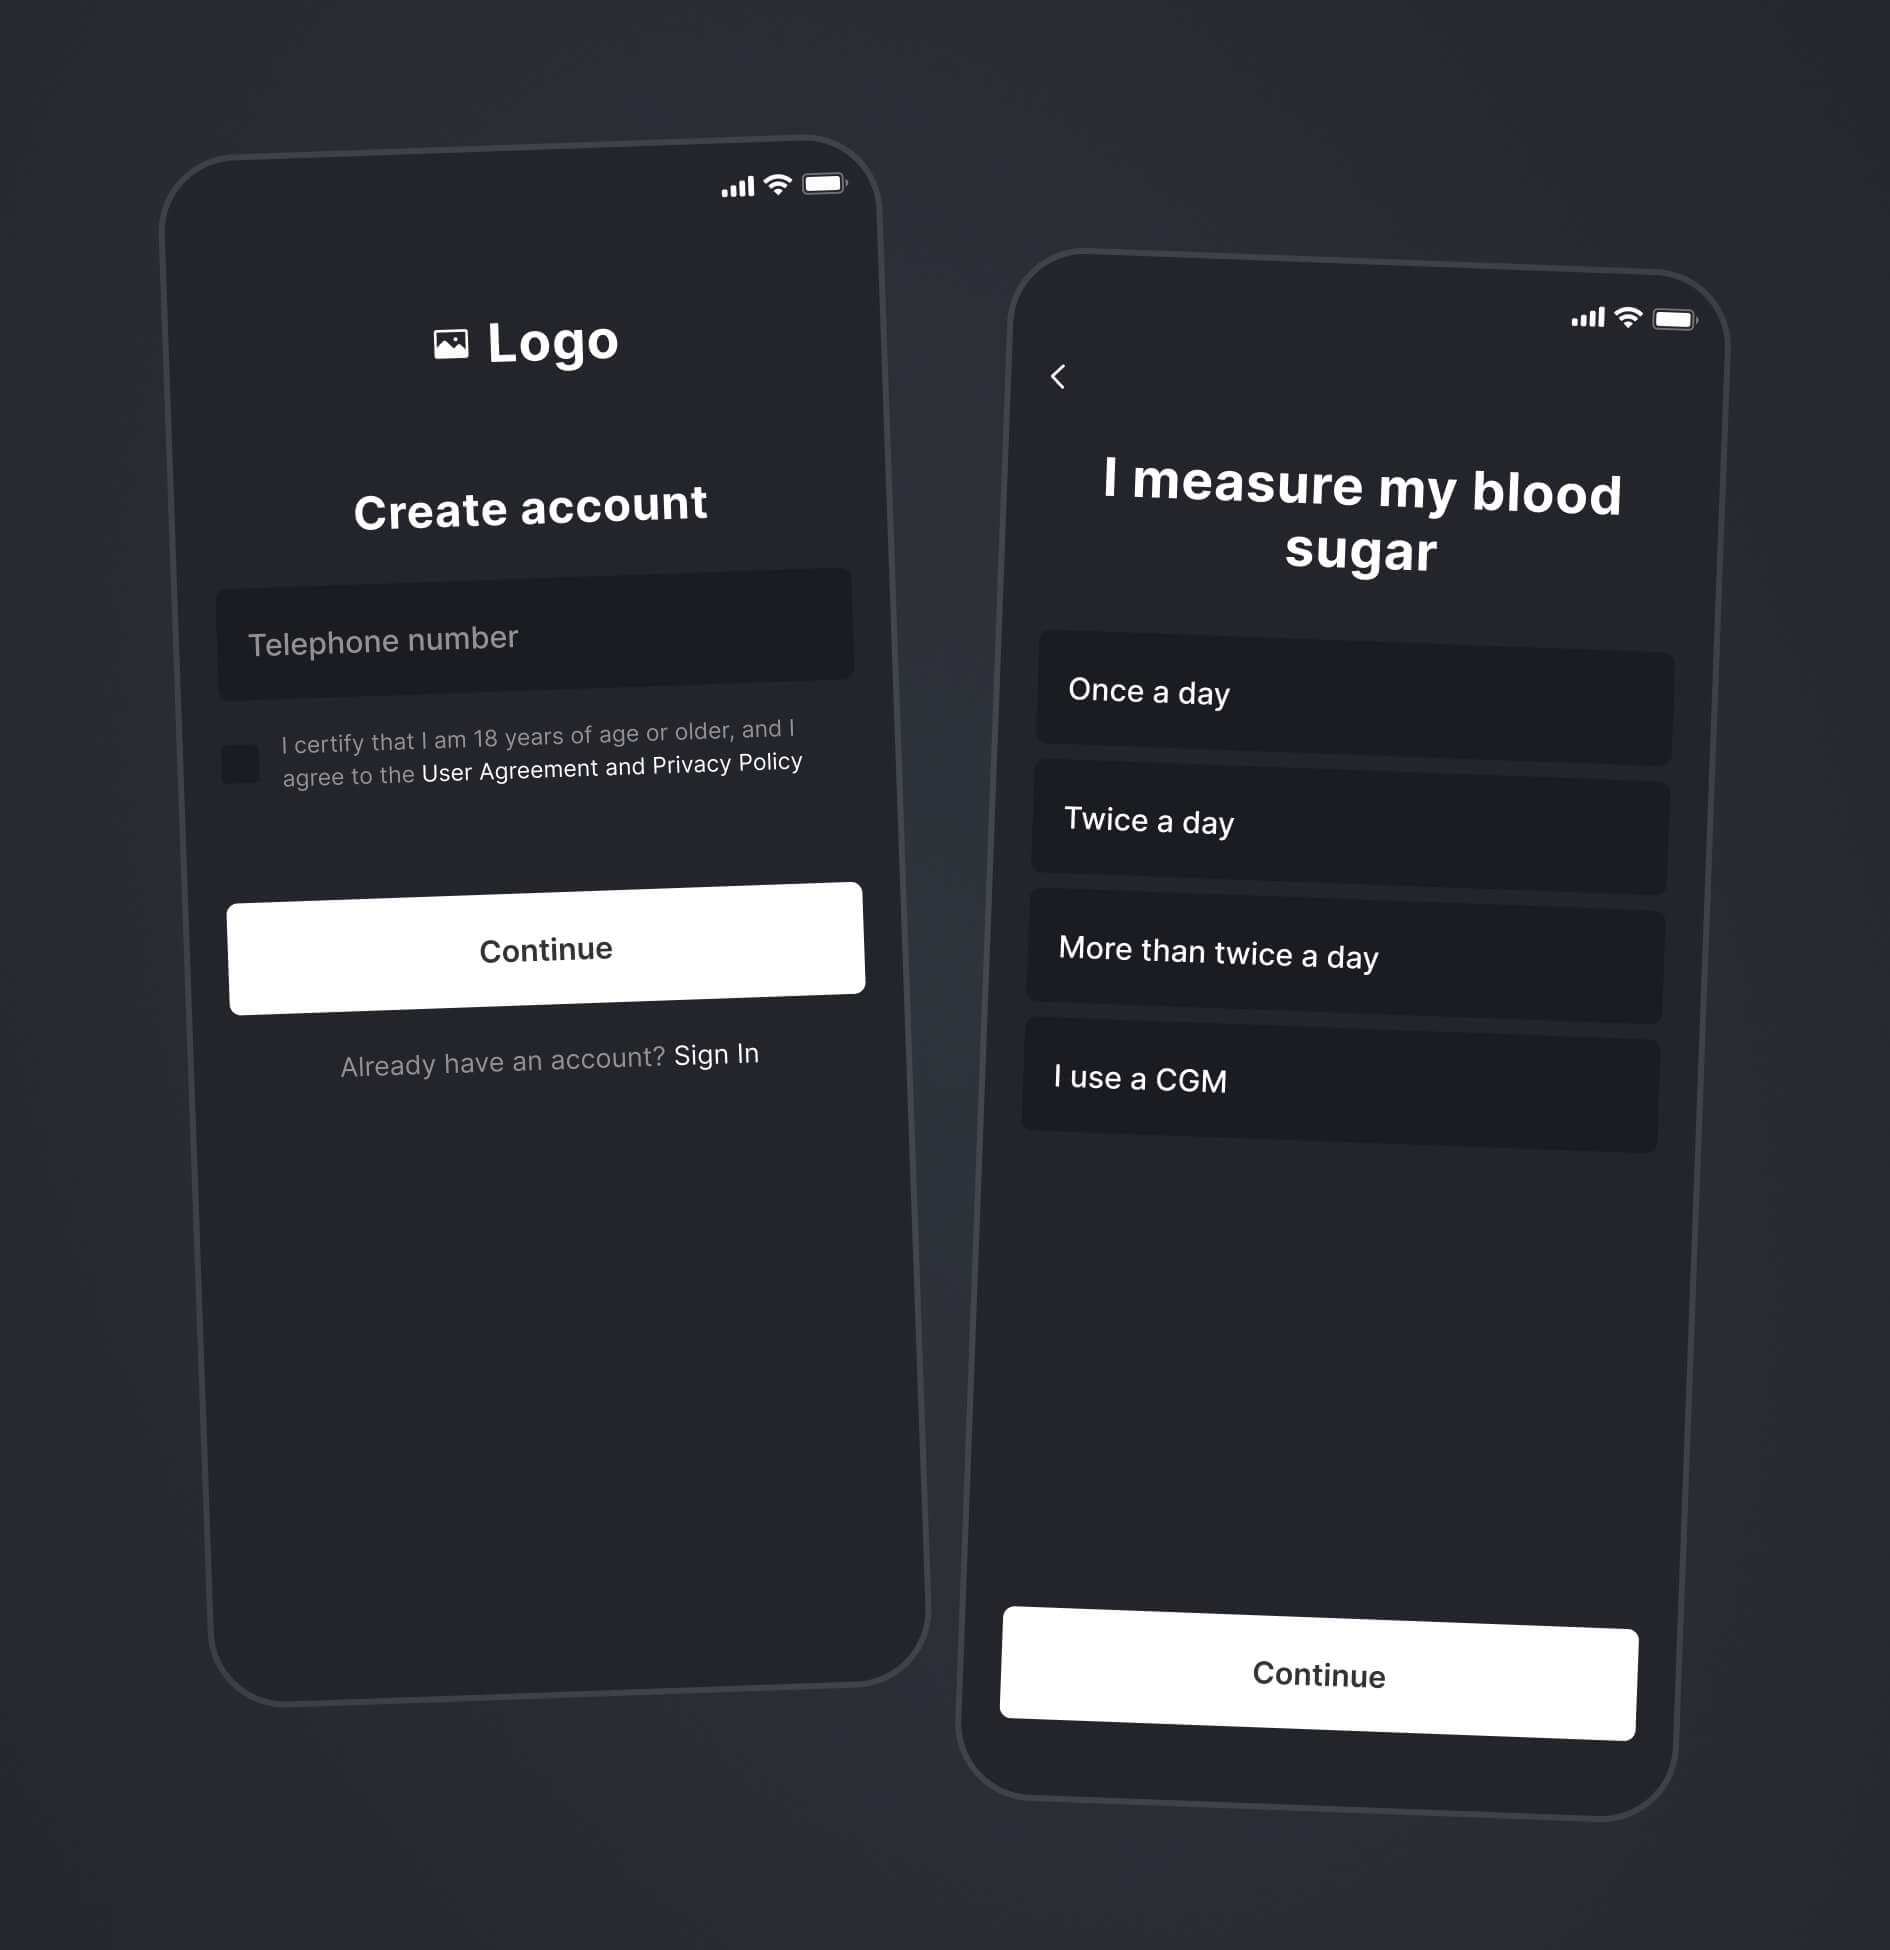 Logo
Create account
Telephone number
I certify that I am 18 years of age or older, and I
agree to the User Agreement and Privacy Policy
Continue
Already have an account? Sign In
I measure my blood
sugar
Once a day
Twice a day
More than twice a day
I use a CGM
Continue